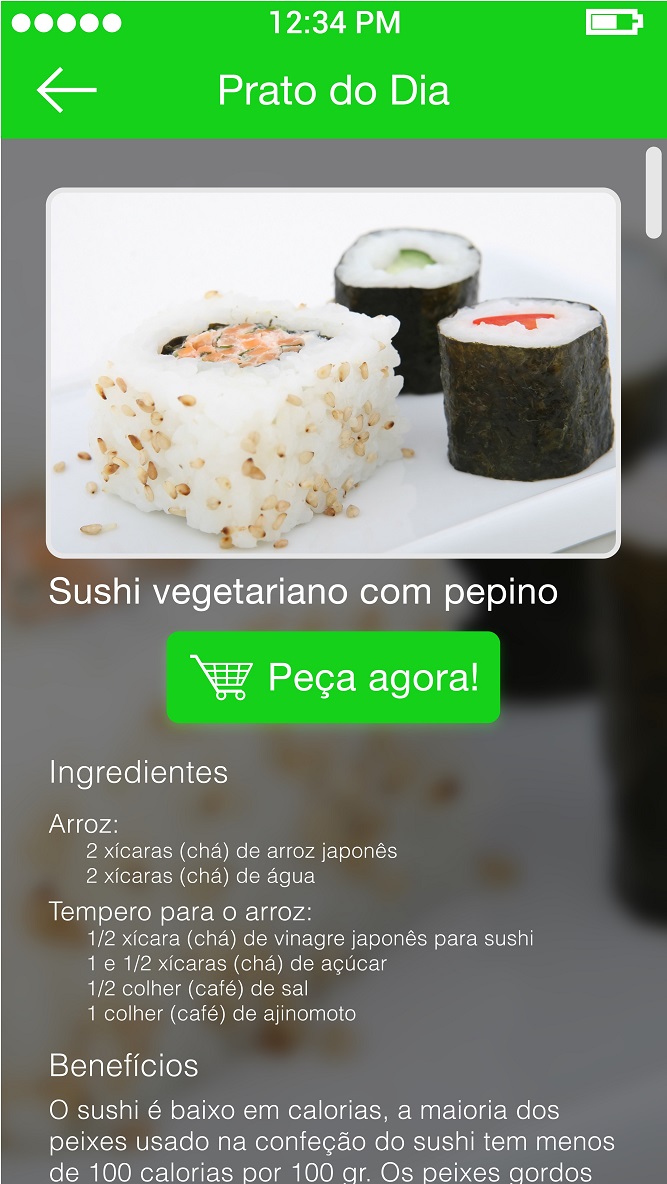 12:34 PM
Prato do Dia
Sushi vegetariano com pepino
Peça agora!
Ingredientes
Arroz:
2 xícaras (chá) de arroz japonês
2 xícaras (chá) de água
Tempero para o arroz:
1/2 xícara (chá) de vinagre japonês para sushi
1 e 1/2 xícaras (chá) de açúcar
1/2 colher (café) de sal
1 colher (café) de ajinomoto
Benefícios
O sushi é baixo em calorias, a maioria dos
peixes usado na confeção do sushi tem menos
de 100 calorias por 100 gr. Os peixes gordos